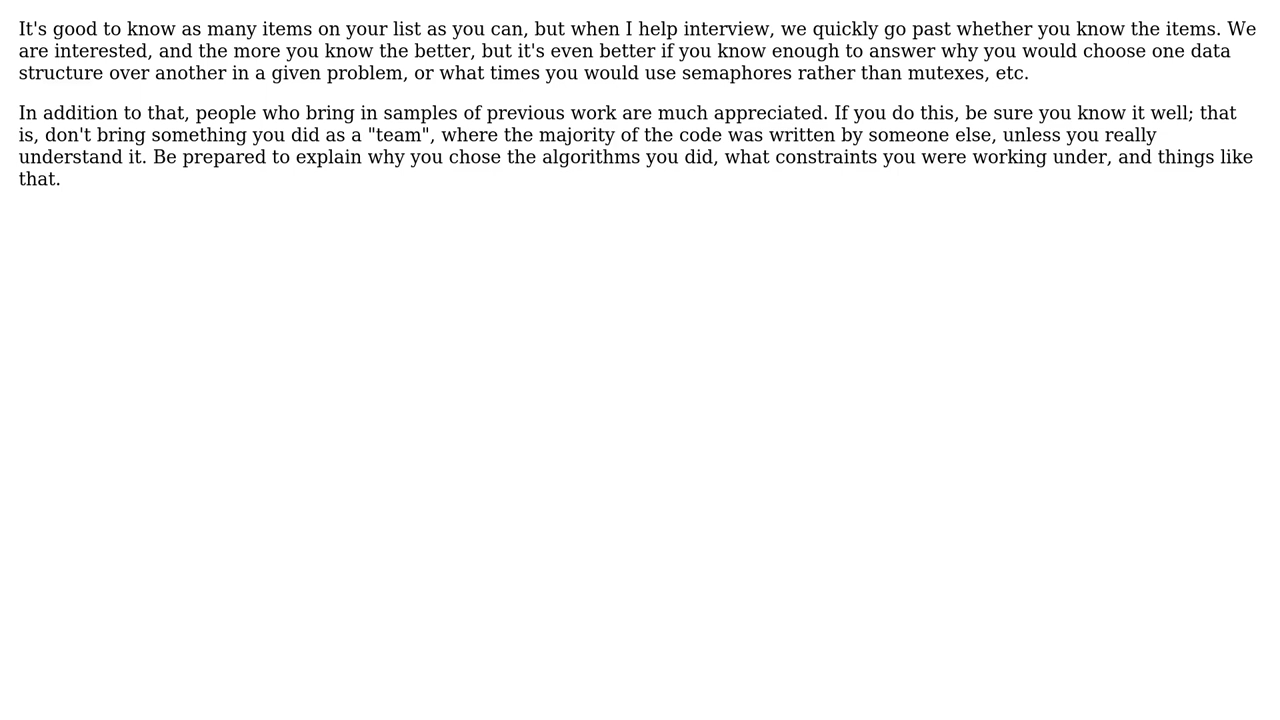 It's good to know as many items on your list as you can, but when I help interview, we quickly go past whether you know the items. We
are interested, and the more you know the better, but it's even better if you know enough to answer why you would choose one data
structure over another in a given problem, or what times you would use semaphores rather than mutexes, etc.
In addition to that, people who bring in samples of previous work are much appreciated. If you do this, be sure you know it well; that
is, don't bring something you did as a "team", where the majority of the code was written by someone else, unless you really
understand it. Be prepared to explain why you chose the algorithms you did, what constraints you were working under, and things like
that.